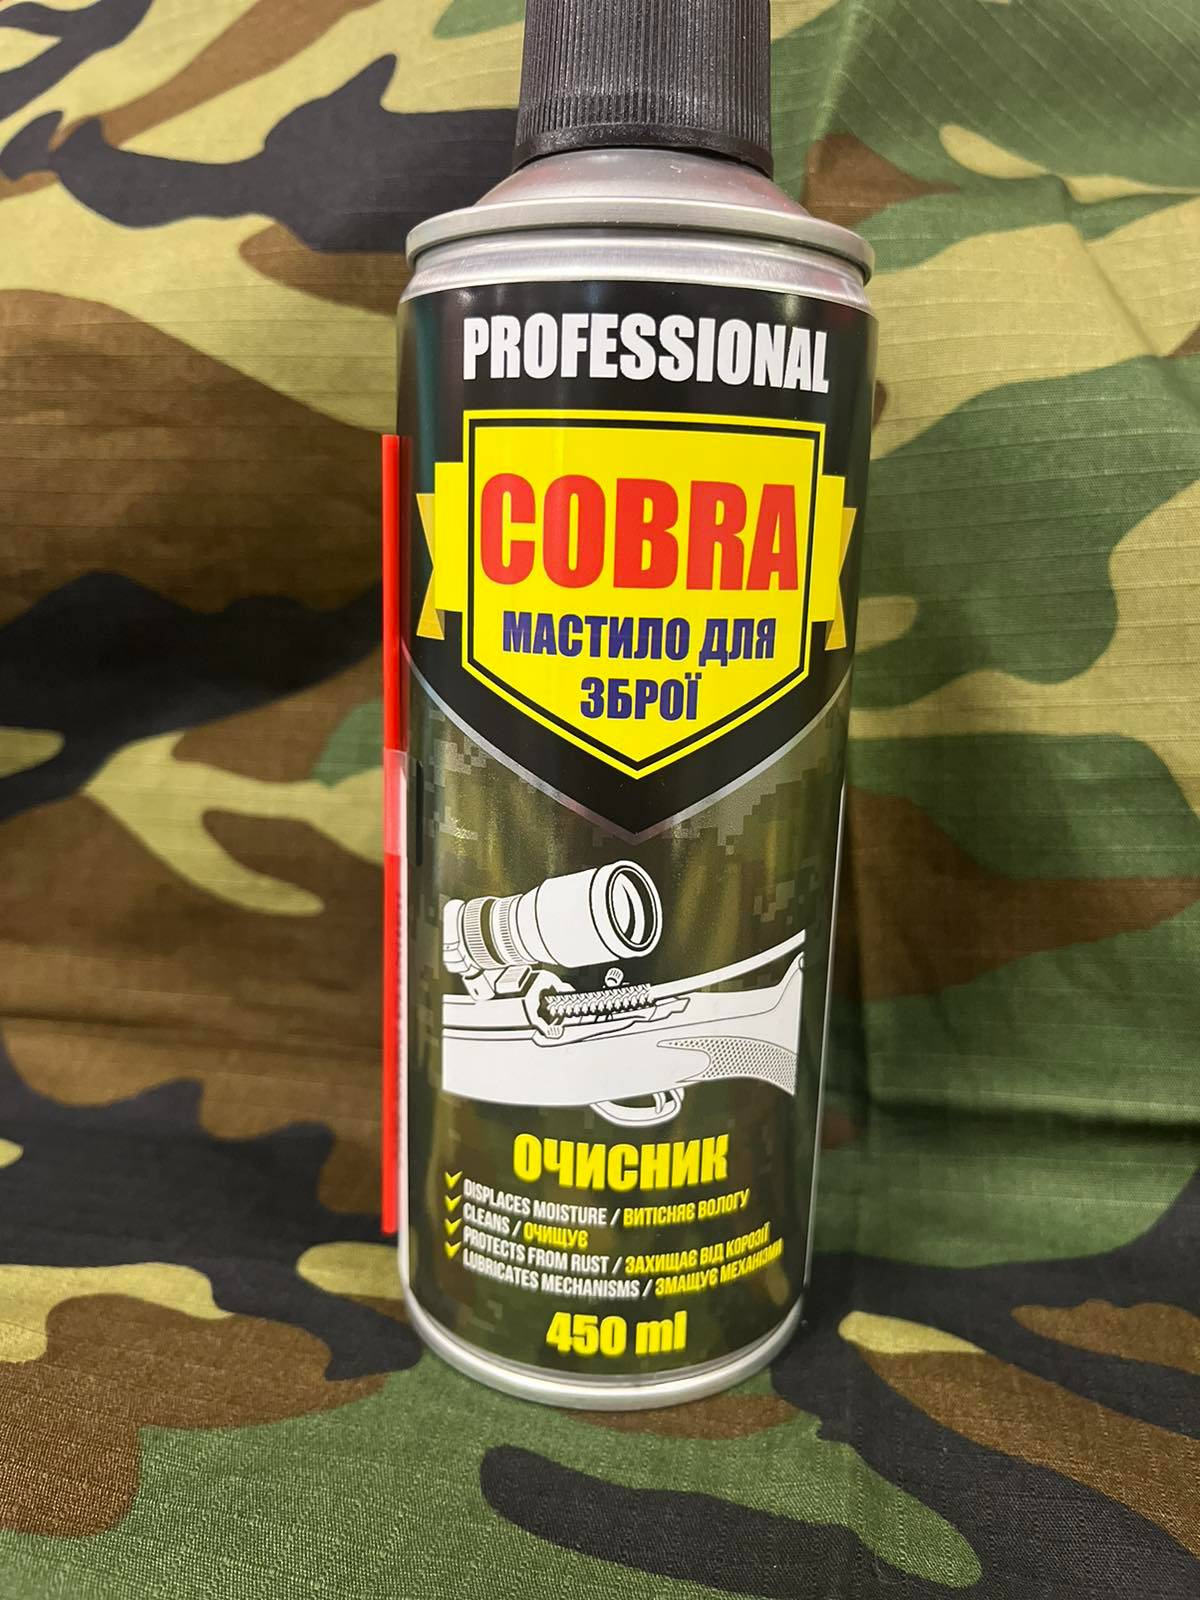 PROFESSIONAL
COBRA
МАСТИЛО ДЛЯ
ЗБРОЇ
ОЧИСНИК
DISPLACES MOISTURE / ВИТІСНЯЄ ВОЛОГУ
CLEANS / ОЧИЩУЄ
PROTECTS FROM RUST / ЗАХИЩАЄ ВІД КОРОЗІЇ
LUBRICATES MECHANISMS / ЗМАЩУЄ МЕХАНІЗМИ
450 ml